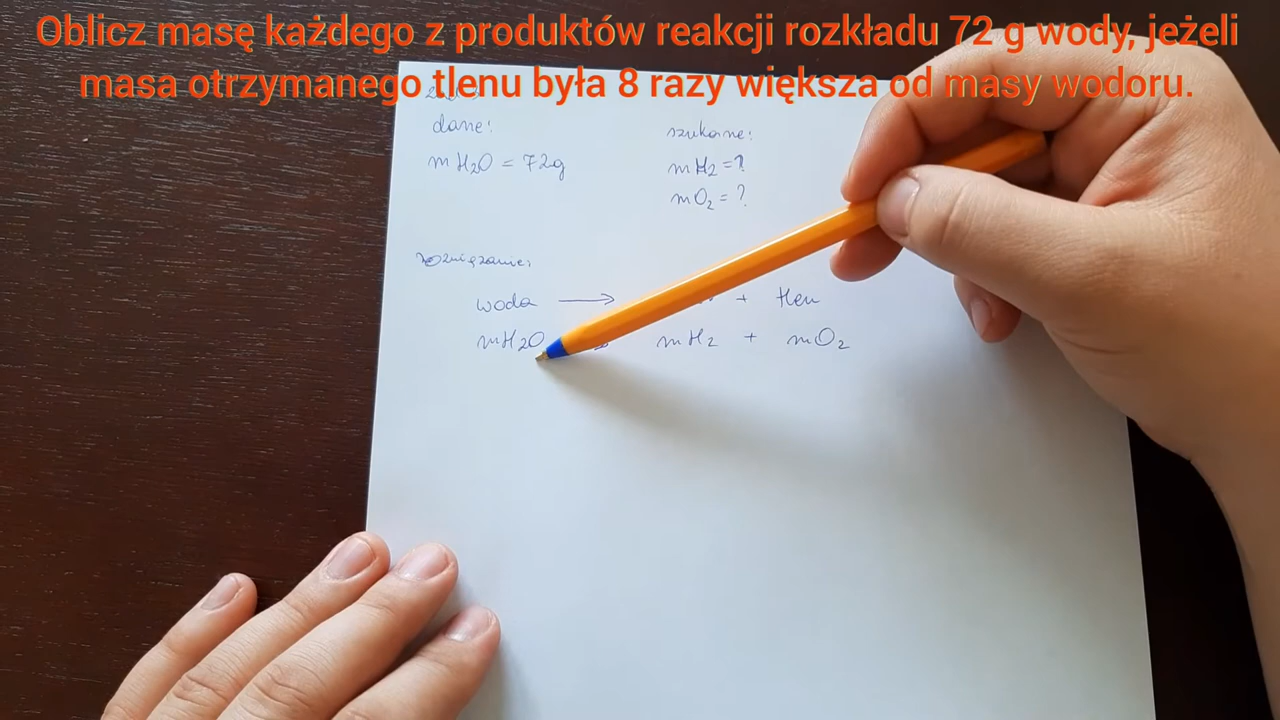 Oblicz masę każdego z produktów reakcji rozkładu 72 g wody, jeżeli
masa otrzymanego tlenu była 8 razy większa od masy wodoru.
dane:
szukane:
mH₂O = 72g
mH₂ = ?
mO₂ = ?
rozwiązanie:
woda → + tlen
mH₂O mH₂ + mO₂